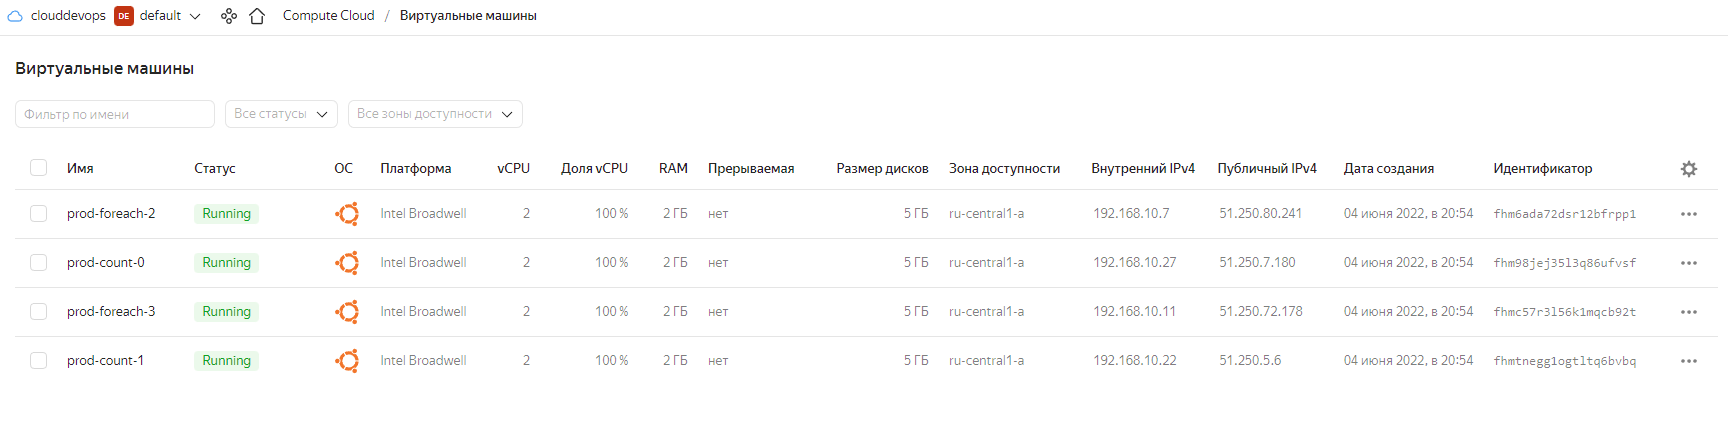 clouddevops DE default Compute Cloud / Виртуальные машины
Виртуальные машины
Фильтр по имени Все статусы Все зоны доступности
Имя Статус ОС Платформа vCPU Доля vCPU RAM Прерываемая Размер дисков Зона доступности Внутренний IPv4 Публичный IPv4 Дата создания Идентификатор
prod-foreach-2 Running Intel Broadwell 2 100 % 2 ГБ нет 5 ГБ ru-central1-a 192.168.10.7 51.250.80.241 04 июня 2022, в 20:54 fhm6ada72dsr12bfrpp1
prod-count-0 Running Intel Broadwell 2 100 % 2 ГБ нет 5 ГБ ru-central1-a 192.168.10.27 51.250.7.180 04 июня 2022, в 20:54 fhm98jej35l3q86ufvsf
prod-foreach-3 Running Intel Broadwell 2 100 % 2 ГБ нет 5 ГБ ru-central1-a 192.168.10.11 51.250.72.178 04 июня 2022, в 20:54 fhmc57r3l56k1mqcb92t
prod-count-1 Running Intel Broadwell 2 100 % 2 ГБ нет 5 ГБ ru-central1-a 192.168.10.22 51.250.5.6 04 июня 2022, в 20:54 fhmtnegg1ogtltq6bvbq